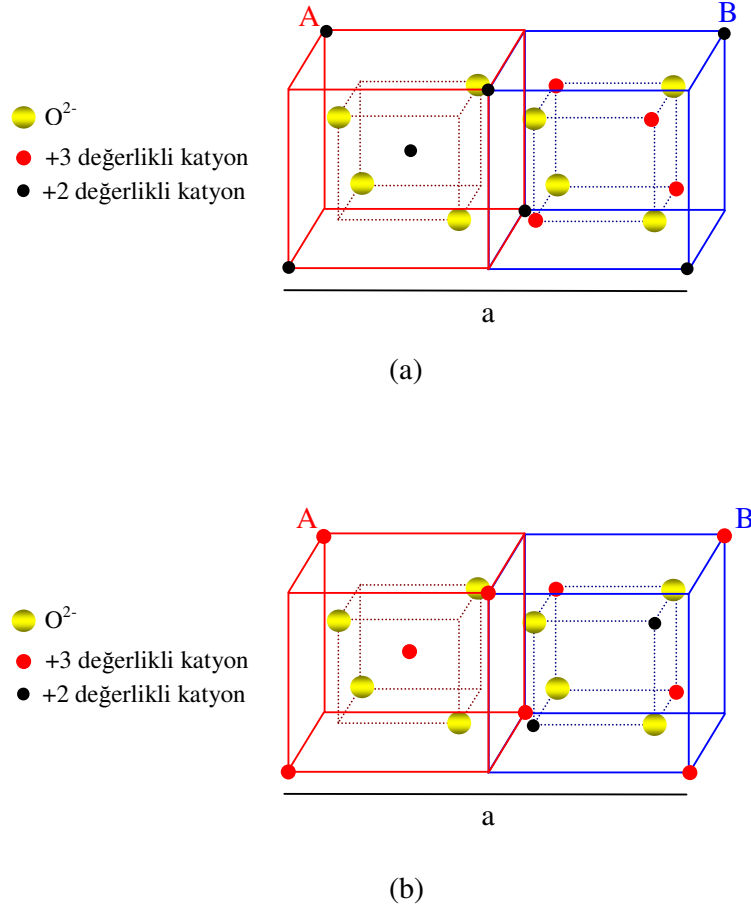 A
B
O²⁻
+3 değerlikli katyon
+2 değerlikli katyon
a
(a)
A
B
O²⁻
+3 değerlikli katyon
+2 değerlikli katyon
a
(b)